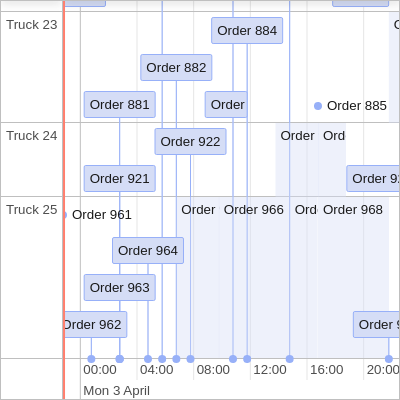 Truck 23
Order 884
Order 882
Order 881
Order
Order 885
Truck 24
Order 922
Order
Ord
Order 921
Order 92
Truck 25
Order 961
Order
Order 966
Ord
Order 968
Order 964
Order 963
Order 962
Order
00:00
04:00
08:00
12:00
16:00
20:00
Mon 3 April